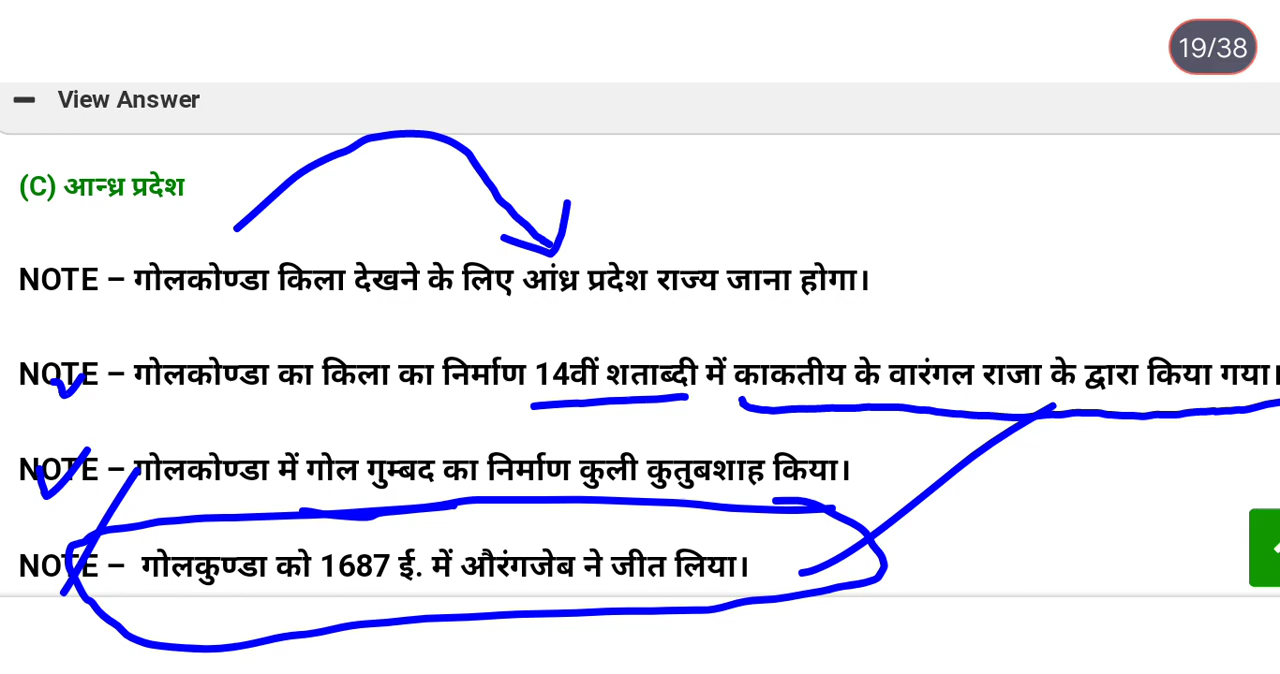 19/38
View Answer
(C) आन्ध्र प्रदेश
NOTE – गोलकोण्डा किला देखने के लिए आंध्र प्रदेश राज्य जाना होगा।
NOTE – गोलकोण्डा का किला का निर्माण 14वीं शताब्दी में काकतीय के वारंगल राजा के द्वारा किया गया।
NOTE – गोलकोण्डा में गोल गुम्बद का निर्माण कुली कुतुबशाह किया।
NOTE – गोलकुण्डा को 1687 ई. में औरंगजेब ने जीत लिया।